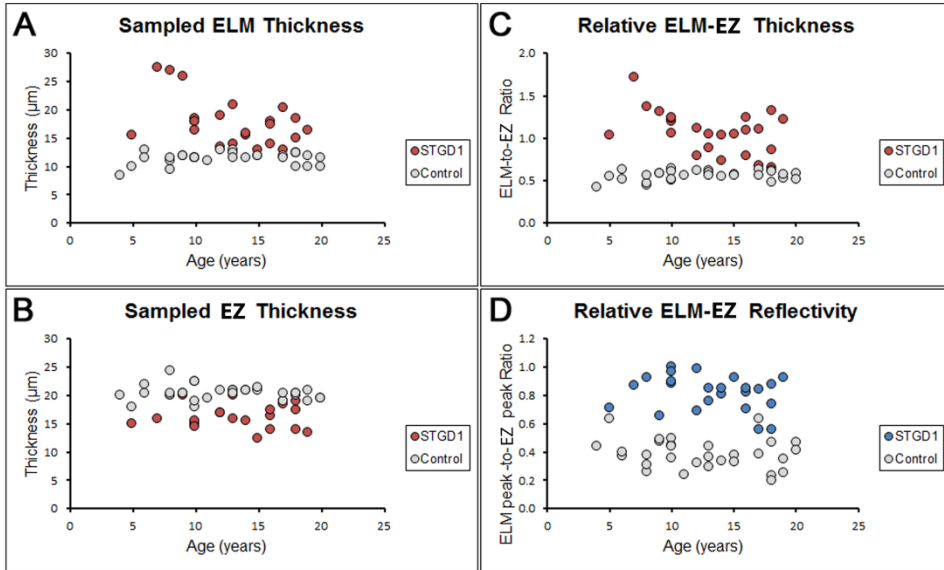 A
Sampled ELM Thickness
Thickness (µm)
30
25
20
15
10
5
0
0 5 10 15 20 25
Age (years)
STGD1
Control
C
Relative ELM-EZ Thickness
ELM-to-EZ Ratio
2.0
1.5
1.0
0.5
0.0
0 5 10 15 20 25
Age (years)
STGD1
Control
B
Sampled EZ Thickness
Thickness (µm)
30
25
20
15
10
5
0
0 5 10 15 20 25
Age (years)
STGD1
Control
D
Relative ELM-EZ Reflectivity
ELM peak -to- EZ peak Ratio
1.2
1.0
0.8
0.6
0.4
0.2
0.0
0 5 10 15 20 25
Age (years)
STGD1
Control